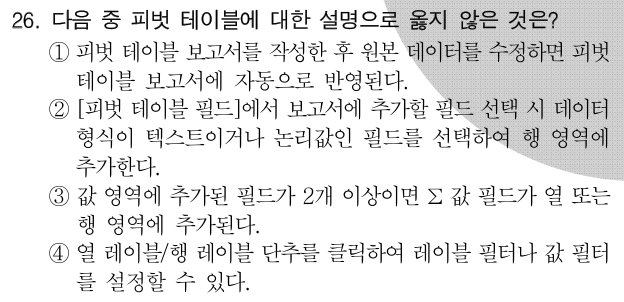 26. 다음 중 피벗 테이블에 대한 설명으로 옳지 않은 것은?
① 피벗 테이블 보고서를 작성한 후 원본 데이터를 수정하면 피벗
테이블 보고서에 자동으로 반영된다.
② [피벗 테이블 필드]에서 보고서에 추가할 필드 선택 시 데이터
형식이 텍스트이거나 논리값인 필드를 선택하여 행 영역에
추가한다.
③ 값 영역에 추가된 필드가 2개 이상이면 Σ 값 필드가 열 또는
행 영역에 추가된다.
④ 열 레이블/행 레이블 단추를 클릭하여 레이블 필터나 값 필터
를 설정할 수 있다.